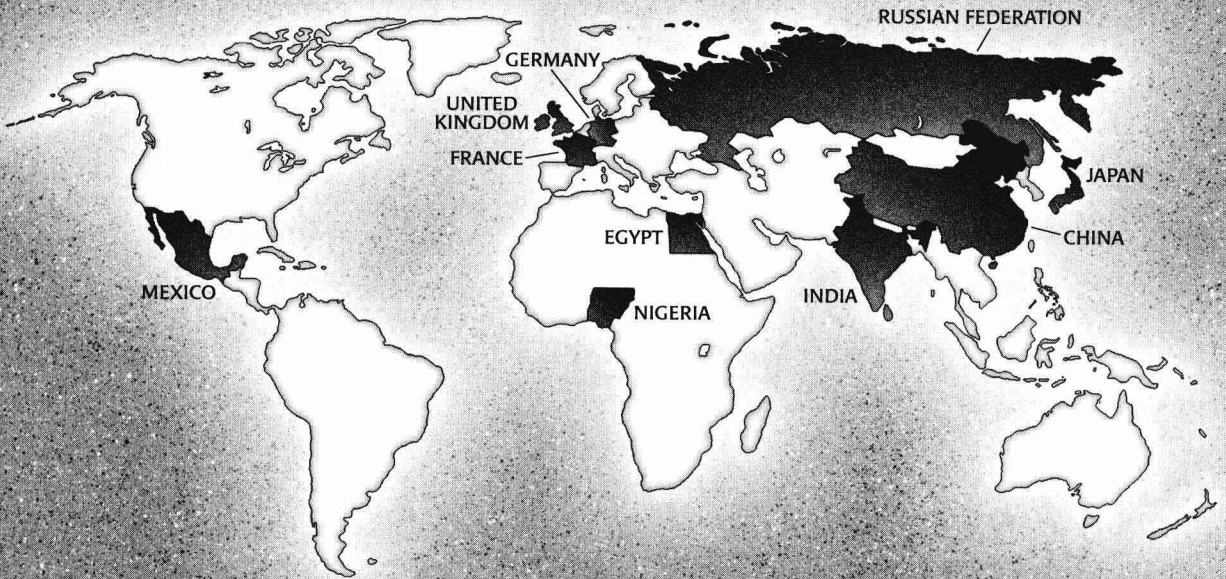 RUSSIAN FEDERATION
GERMANY
UNITED
KINGDOM
FRANCE
JAPAN
EGYPT
CHINA
MEXICO
NIGERIA
INDIA